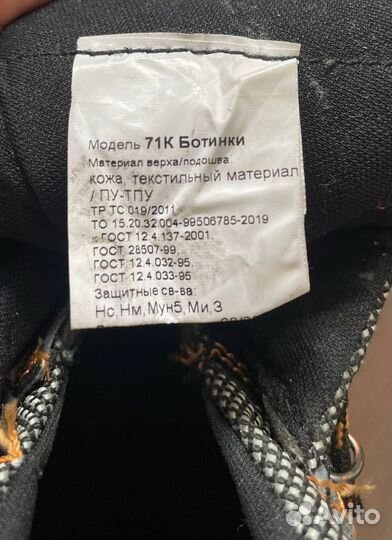 Модель 71К Ботинки
Материал верха/подошва:
кожа, текстильный материал
/ ПУ-ТПУ
ТР ТС 019/2011
ТО 15.20.32.004-99506785-2019
ГОСТ 12.4.137-2001,
ГОСТ 28507-99,
ГОСТ 12.4.032-95,
ГОСТ 12.4.033-95
Защитные св-ва:
Нс,Нм,Мун5,Ми,З
Avito